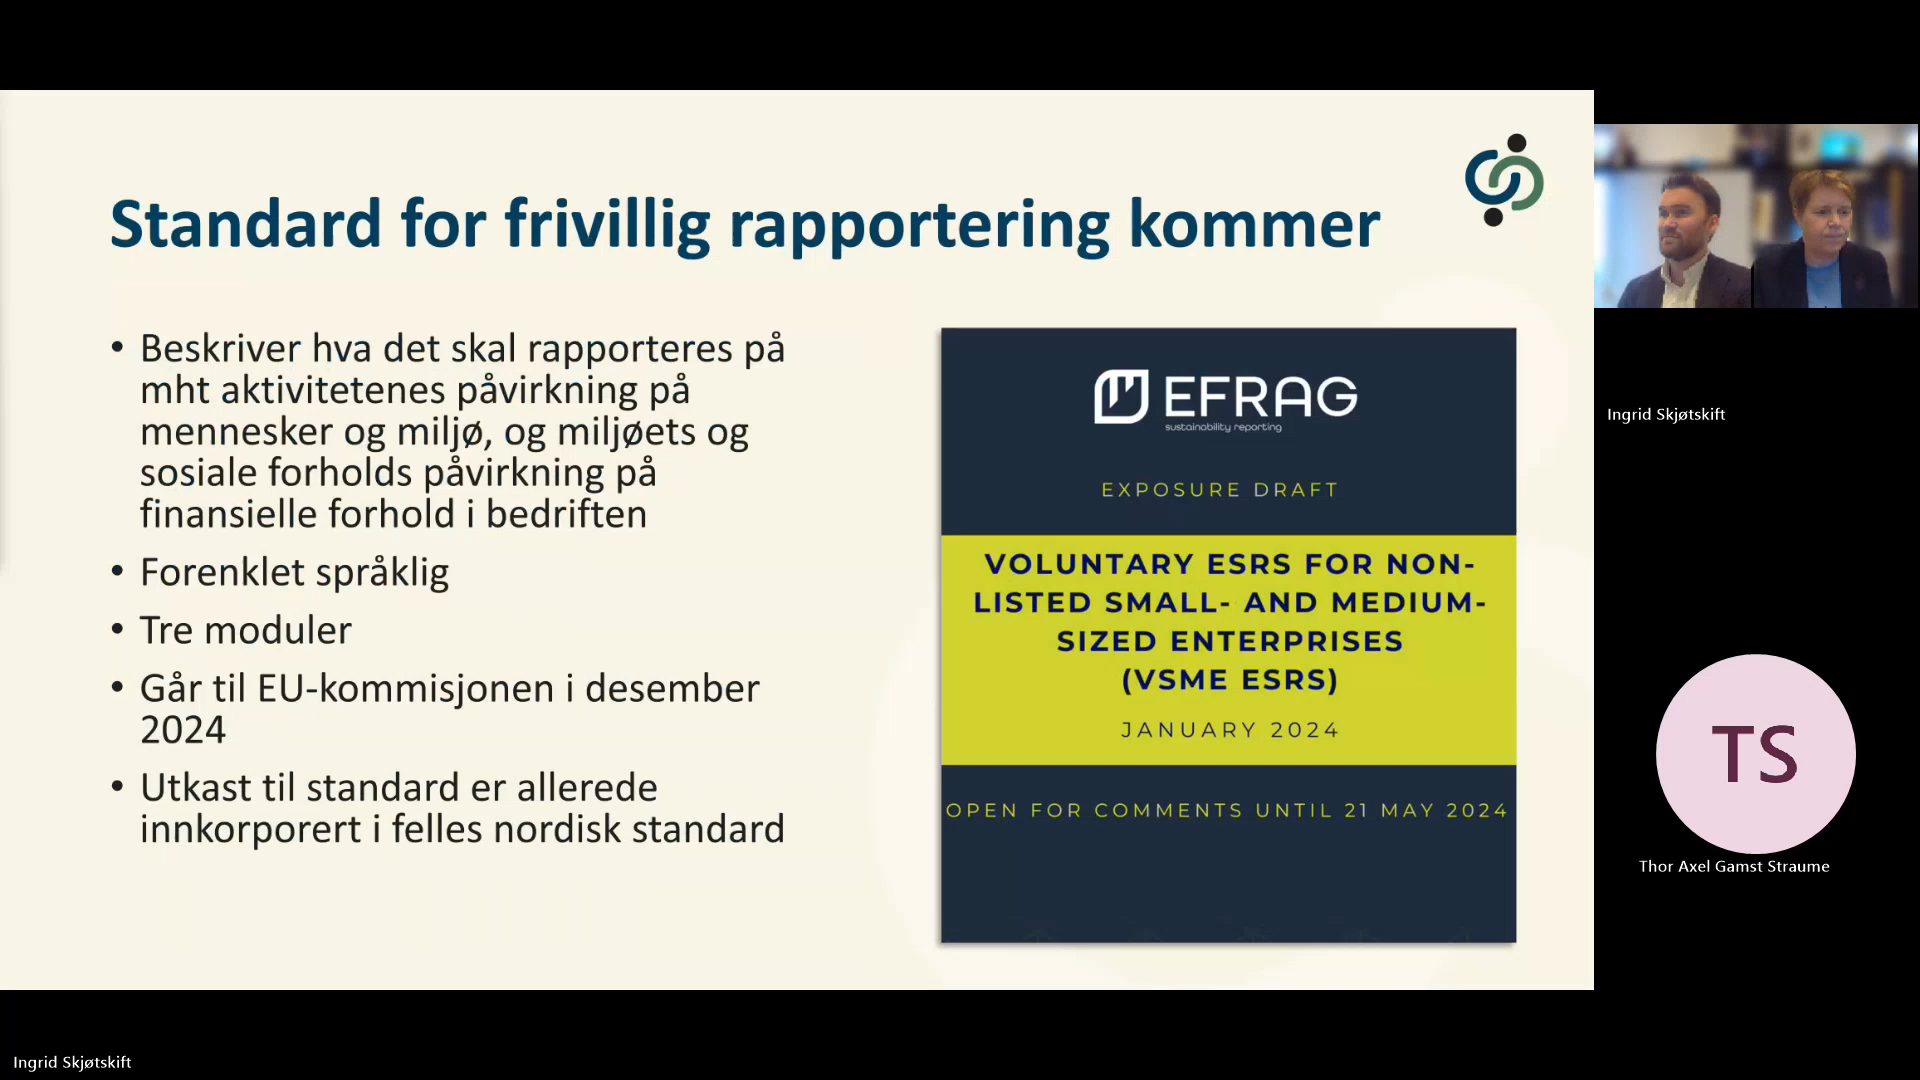 Standard for frivillig rapportering kommer
• Beskriver hva det skal rapporteres på
mht aktivitetenes påvirkning på
mennesker og miljø, og miljøets og
sosiale forholds påvirkning på
finansielle forhold i bedriften
• Forenklet språklig
• Tre moduler
• Går til EU-kommisjonen i desember
2024
• Utkast til standard er allerede
innkorporert i felles nordisk standard
EFRAG
sustainability reporting
EXPOSURE DRAFT
VOLUNTARY ESRS FOR NON-
LISTED SMALL- AND MEDIUM-
SIZED ENTERPRISES
(VSME ESRS)
JANUARY 2024
OPEN FOR COMMENTS UNTIL 21 MAY 2024
Ingrid Skjøtskift
TS
Thor Axel Gamst Straume
Ingrid Skjøtskift